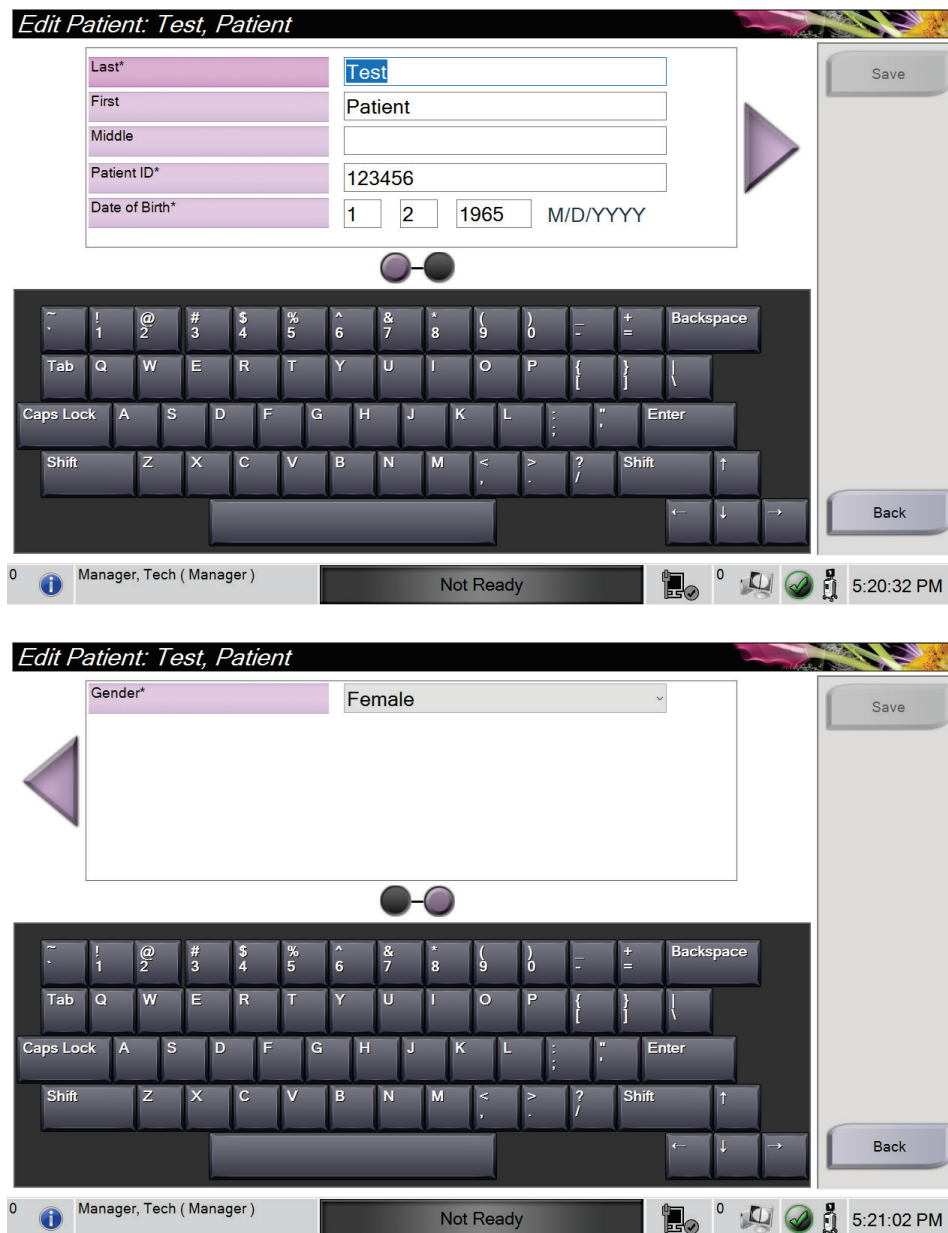 Edit Patient: Test, Patient
Last* Test
First Patient
Middle
Patient ID* 123456
Date of Birth* 1 2 1965 M/D/YYYY
Save
~ ! @ # $ % ^ & * ( ) _ + Backspace
` 1 2 3 4 5 6 7 8 9 0 - =
Tab Q W E R T Y U I O P { } |
[ ] \
Caps Lock A S D F G H J K L : " Enter
; '
Shift Z X C V B N M < > ? Shift ↑
, . /
← ↓ →
Back
0 Manager, Tech ( Manager ) Not Ready 0 5:20:32 PM
Edit Patient: Test, Patient
Gender* Female
Save
~ ! @ # $ % ^ & * ( ) _ + Backspace
` 1 2 3 4 5 6 7 8 9 0 - =
Tab Q W E R T Y U I O P { } |
[ ] \
Caps Lock A S D F G H J K L : " Enter
; '
Shift Z X C V B N M < > ? Shift ↑
, . /
← ↓ →
Back
0 Manager, Tech ( Manager ) Not Ready 0 5:21:02 PM